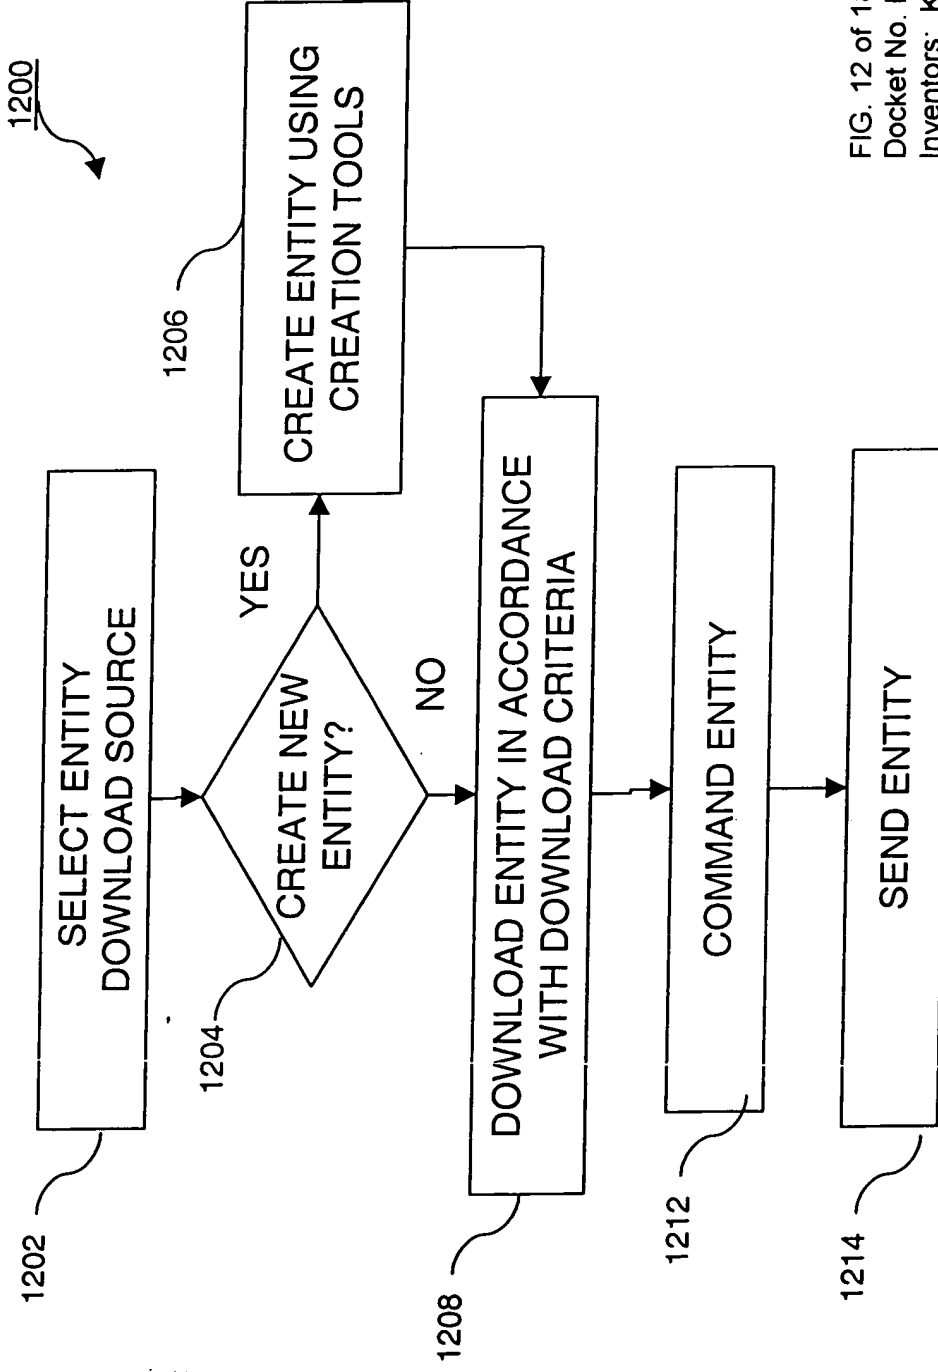 1200
1202
SELECT ENTITY
DOWNLOAD SOURCE
1204
CREATE NEW
ENTITY?
YES
NO
1206
CREATE ENTITY USING
CREATION TOOLS
1208
DOWNLOAD ENTITY IN ACCORDANCE
WITH DOWNLOAD CRITERIA
1212
COMMAND ENTITY
1214
SEND ENTITY
FIG. 12 of
Docket No.
Inventors: